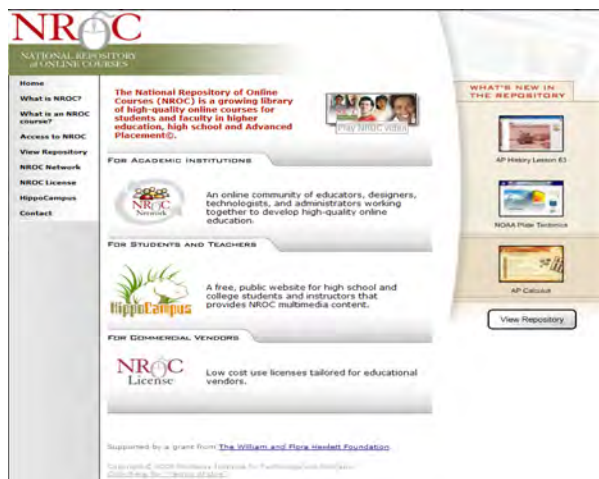 NROC
NATIONAL REPOSITORY
of ONLINE COURSES
Home
What is NROC?
What is an NROC
course?
Access to NROC
View Repository
NROC Network
NROC License
HippoCampus
Contact
The National Repository of Online
Courses (NROC) is a growing library
of high-quality online courses for
students and faculty in higher
education, high school and Advanced
Placement©.
Play NROC video
FOR ACADEMIC INSTITUTIONS
NROC
Network
An online community of educators, designers,
technologists, and administrators working
together to develop high-quality online
education.
FOR STUDENTS AND TEACHERS
HippoCampus
A free, public website for high school and
college students and instructors that
provides NROC multimedia content.
FOR COMMERCIAL VENDORS
NROC
License
Low cost use licenses tailored for educational
vendors.
Supported by a grant from The William and Flora Hewlett Foundation.
WHAT'S NEW IN
THE REPOSITORY
AP History Lesson 63
NOAA Plate Tectonics
AP Calculus
View Repository